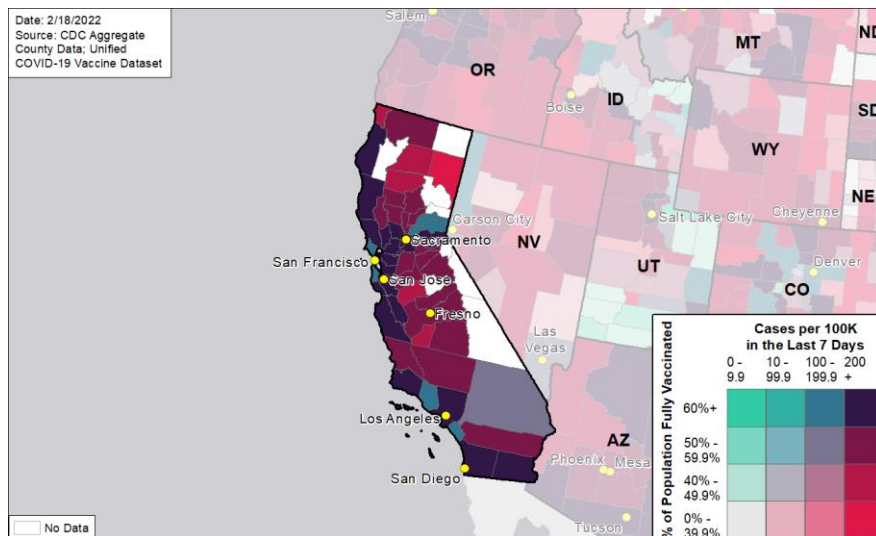 Date: 2/18/2022
Source: CDC Aggregate
County Data; Unified
COVID-19 Vaccine Dataset
Salem
OR
MT
ND
Boise
ID
SD
WY
NE
Carson City
Salt Lake City
Cheyenne
Sacramento
NV
Denver
San Francisco
UT
CO
San Jose
Fresno
Las
Vegas
Los Angeles
AZ
Phoenix
Mesa
San Diego
Tucson
No Data
Cases per 100K
in the Last 7 Days
0 - 9.9
10 - 99.9
100 - 199.9
200 +
% of Population Fully Vaccinated
60%+
50% - 59.9%
40% - 49.9%
0% - 39.9%